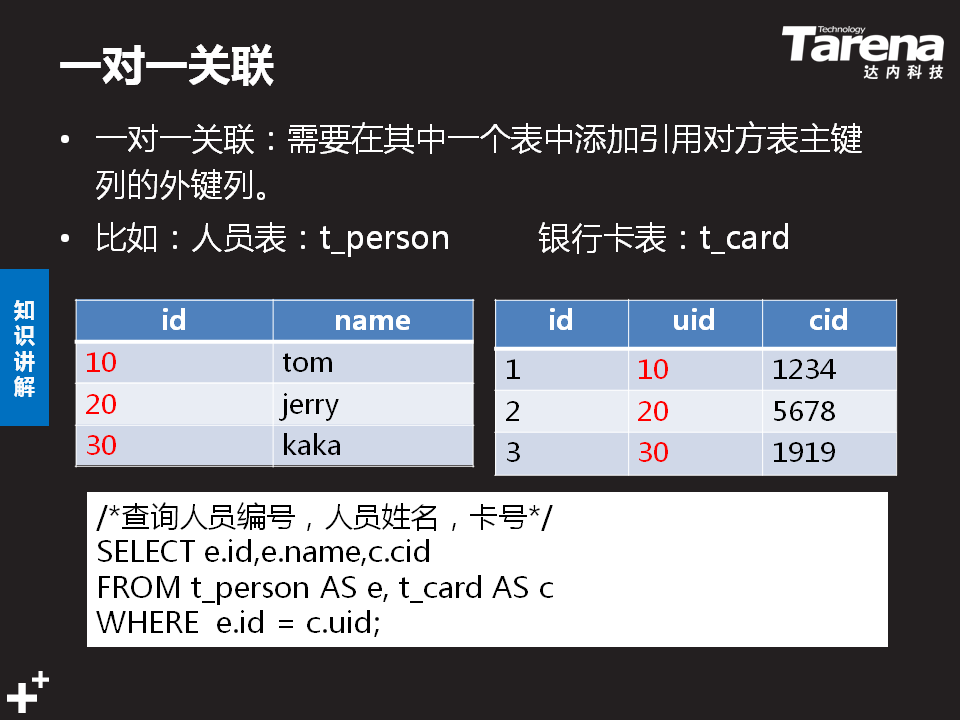 一对一关联
Technology
Tarena
达内科技
• 一对一关联：需要在其中一个表中添加引用对方表主键
列的外键列。
• 比如：人员表：t_person 银行卡表：t_card
知识讲解
id name
10 tom
20 jerry
30 kaka
id uid cid
1 10 1234
2 20 5678
3 30 1919
/*查询人员编号，人员姓名，卡号*/
SELECT e.id,e.name,c.cid
FROM t_person AS e, t_card AS c
WHERE e.id = c.uid;